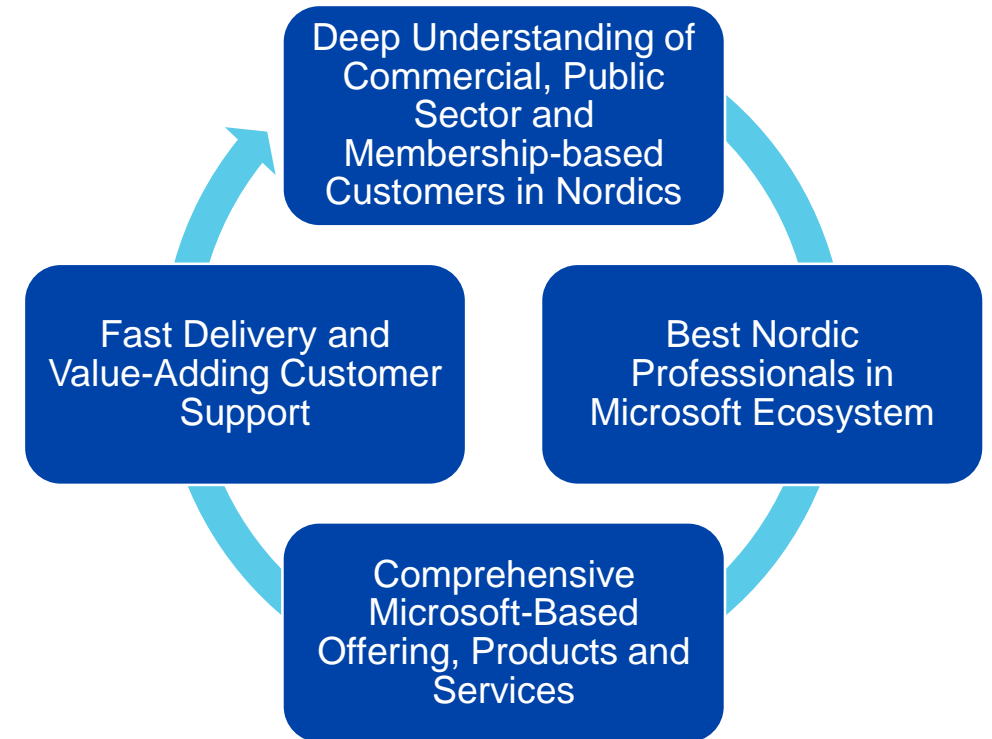 Deep Understanding of
Commercial, Public
Sector and
Membership-based
Customers in Nordics
Fast Delivery and
Value-Adding Customer
Support
Best Nordic
Professionals in
Microsoft Ecosystem
Comprehensive
Microsoft-Based
Offering, Products and
Services